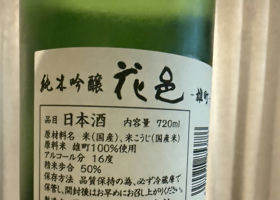 純米吟醸 花邑 -雄町
品目 日本酒 内容量 720ml
原材料名 米(国産)、米こうじ(国産米)
原料米 雄町100%使用
アルコール分 16度
精米歩合 50%
保存方法 品質保持の為、必ず冷蔵庫で
保管し、開封後はお早めにお召し上がりください。